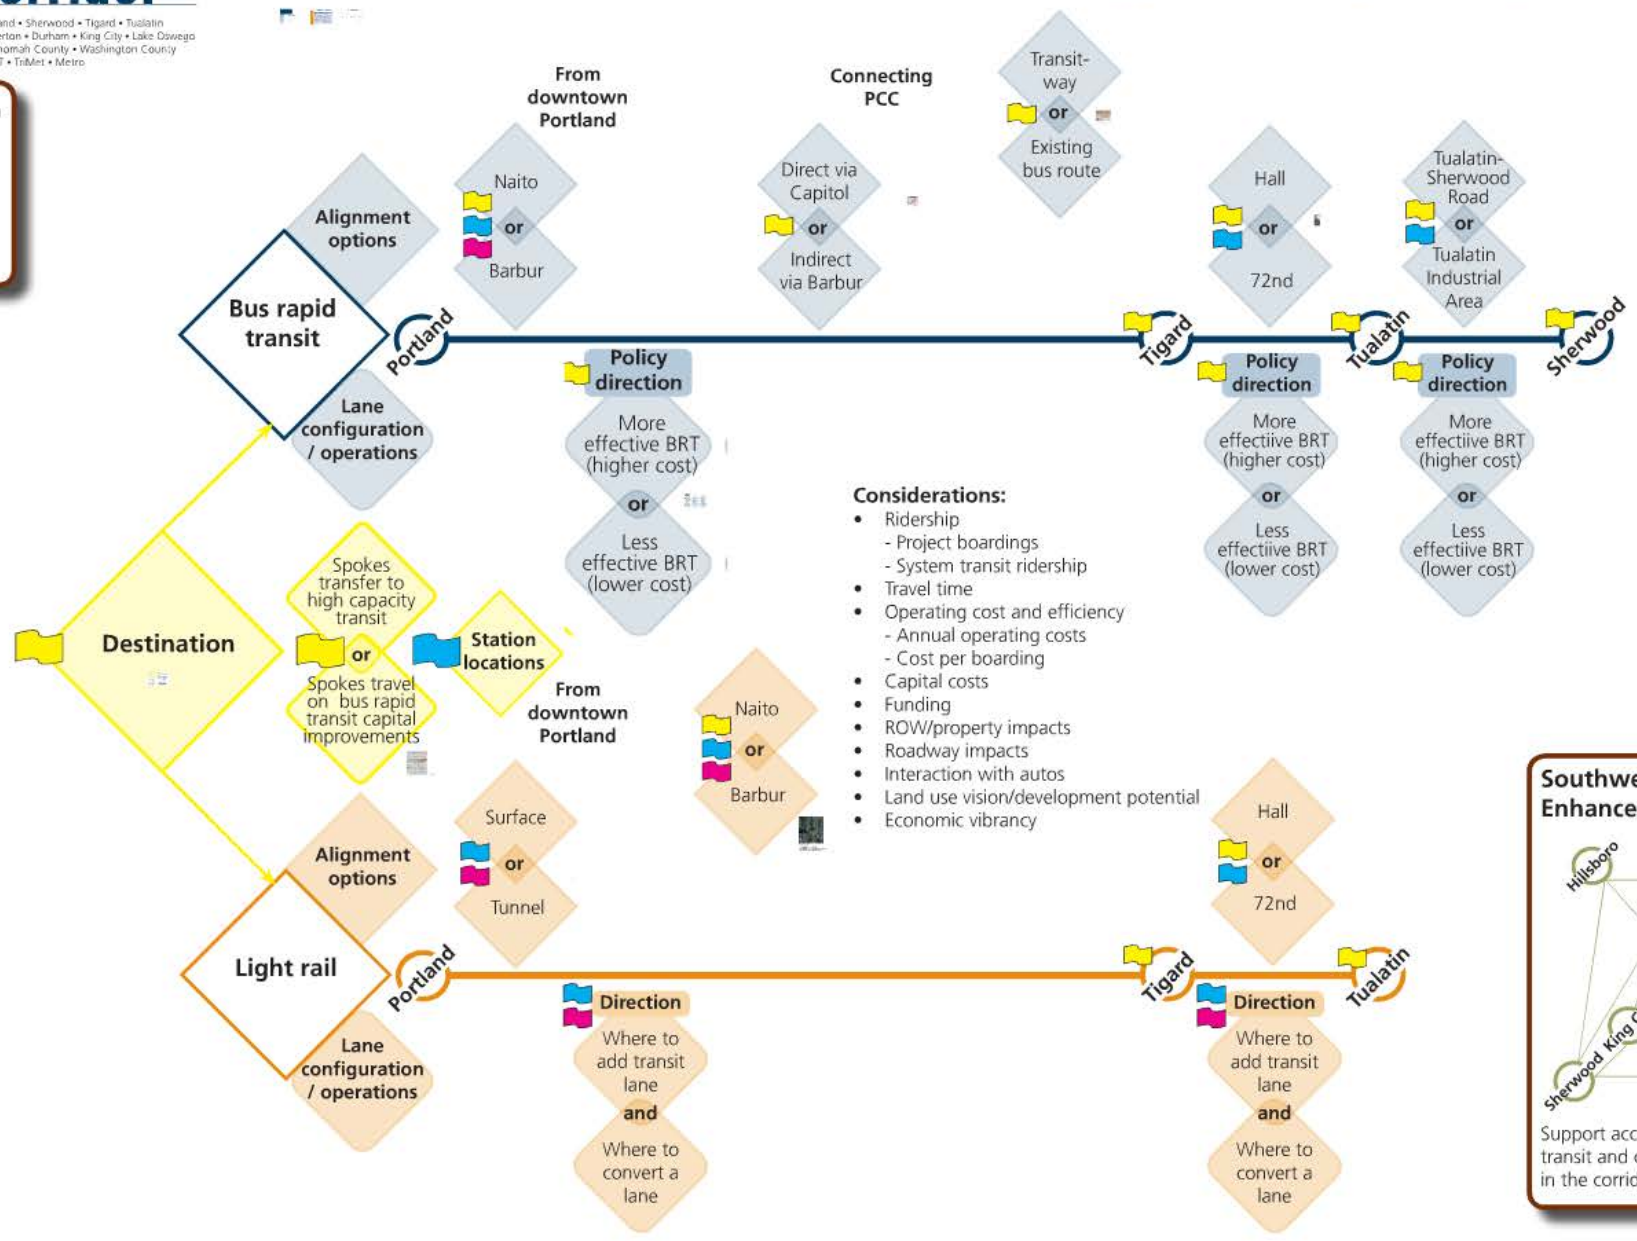 and • Sherwood • Tigard • Tualatin
erton • Durham • King City • Lake Oswego
nomah County • Washington County
T • TriMet • Metro
From
downtown
Portland
Connecting
PCC
Transit-
way
or
Existing
bus route
Alignment
options
Naito
or
Barbur
Direct via
Capitol
or
Indirect
via Barbur
Hall
or
72nd
Tualatin-
Sherwood
Road
or
Tualatin
Industrial
Area
Bus rapid
transit
Portland
Tigard
Tualatin
Sherwood
Lane
configuration
/ operations
Policy
direction
More
effective BRT
(higher cost)
or
Less
effective BRT
(lower cost)
Policy
direction
More
effectiive BRT
(higher cost)
or
Less
effectiive BRT
(lower cost)
Policy
direction
More
effectiive BRT
(higher cost)
or
Less
effectiive BRT
(lower cost)
Considerations:
• Ridership
- Project boardings
- System transit ridership
• Travel time
• Operating cost and efficiency
- Annual operating costs
- Cost per boarding
• Capital costs
• Funding
• ROW/property impacts
• Roadway impacts
• Interaction with autos
• Land use vision/development potential
• Economic vibrancy
Destination
Spokes
transfer to
high capacity
transit
or
Spokes travel
on bus rapid
transit capital
improvements
Station
locations
From
downtown
Portland
Naito
or
Barbur
Alignment
options
Surface
or
Tunnel
Hall
or
72nd
Light rail
Portland
Tigard
Tualatin
Lane
configuration
/ operations
Direction
Where to
add transit
lane
and
Where to
convert a
lane
Direction
Where to
add transit
lane
and
Where to
convert a
lane
Southwe
Enhance
Hillsboro
King C
Sherwood
Support acc
transit and
in the corrid